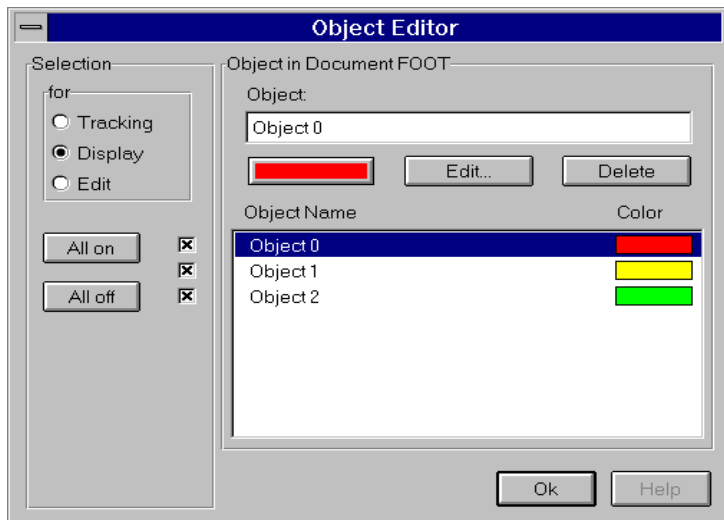 Object Editor
Selection
for
Tracking
Display
Edit
All on
All off
Object in Document FOOT
Object:
Object 0
Edit...
Delete
Object Name Color
Object 0
Object 1
Object 2
Ok
Help